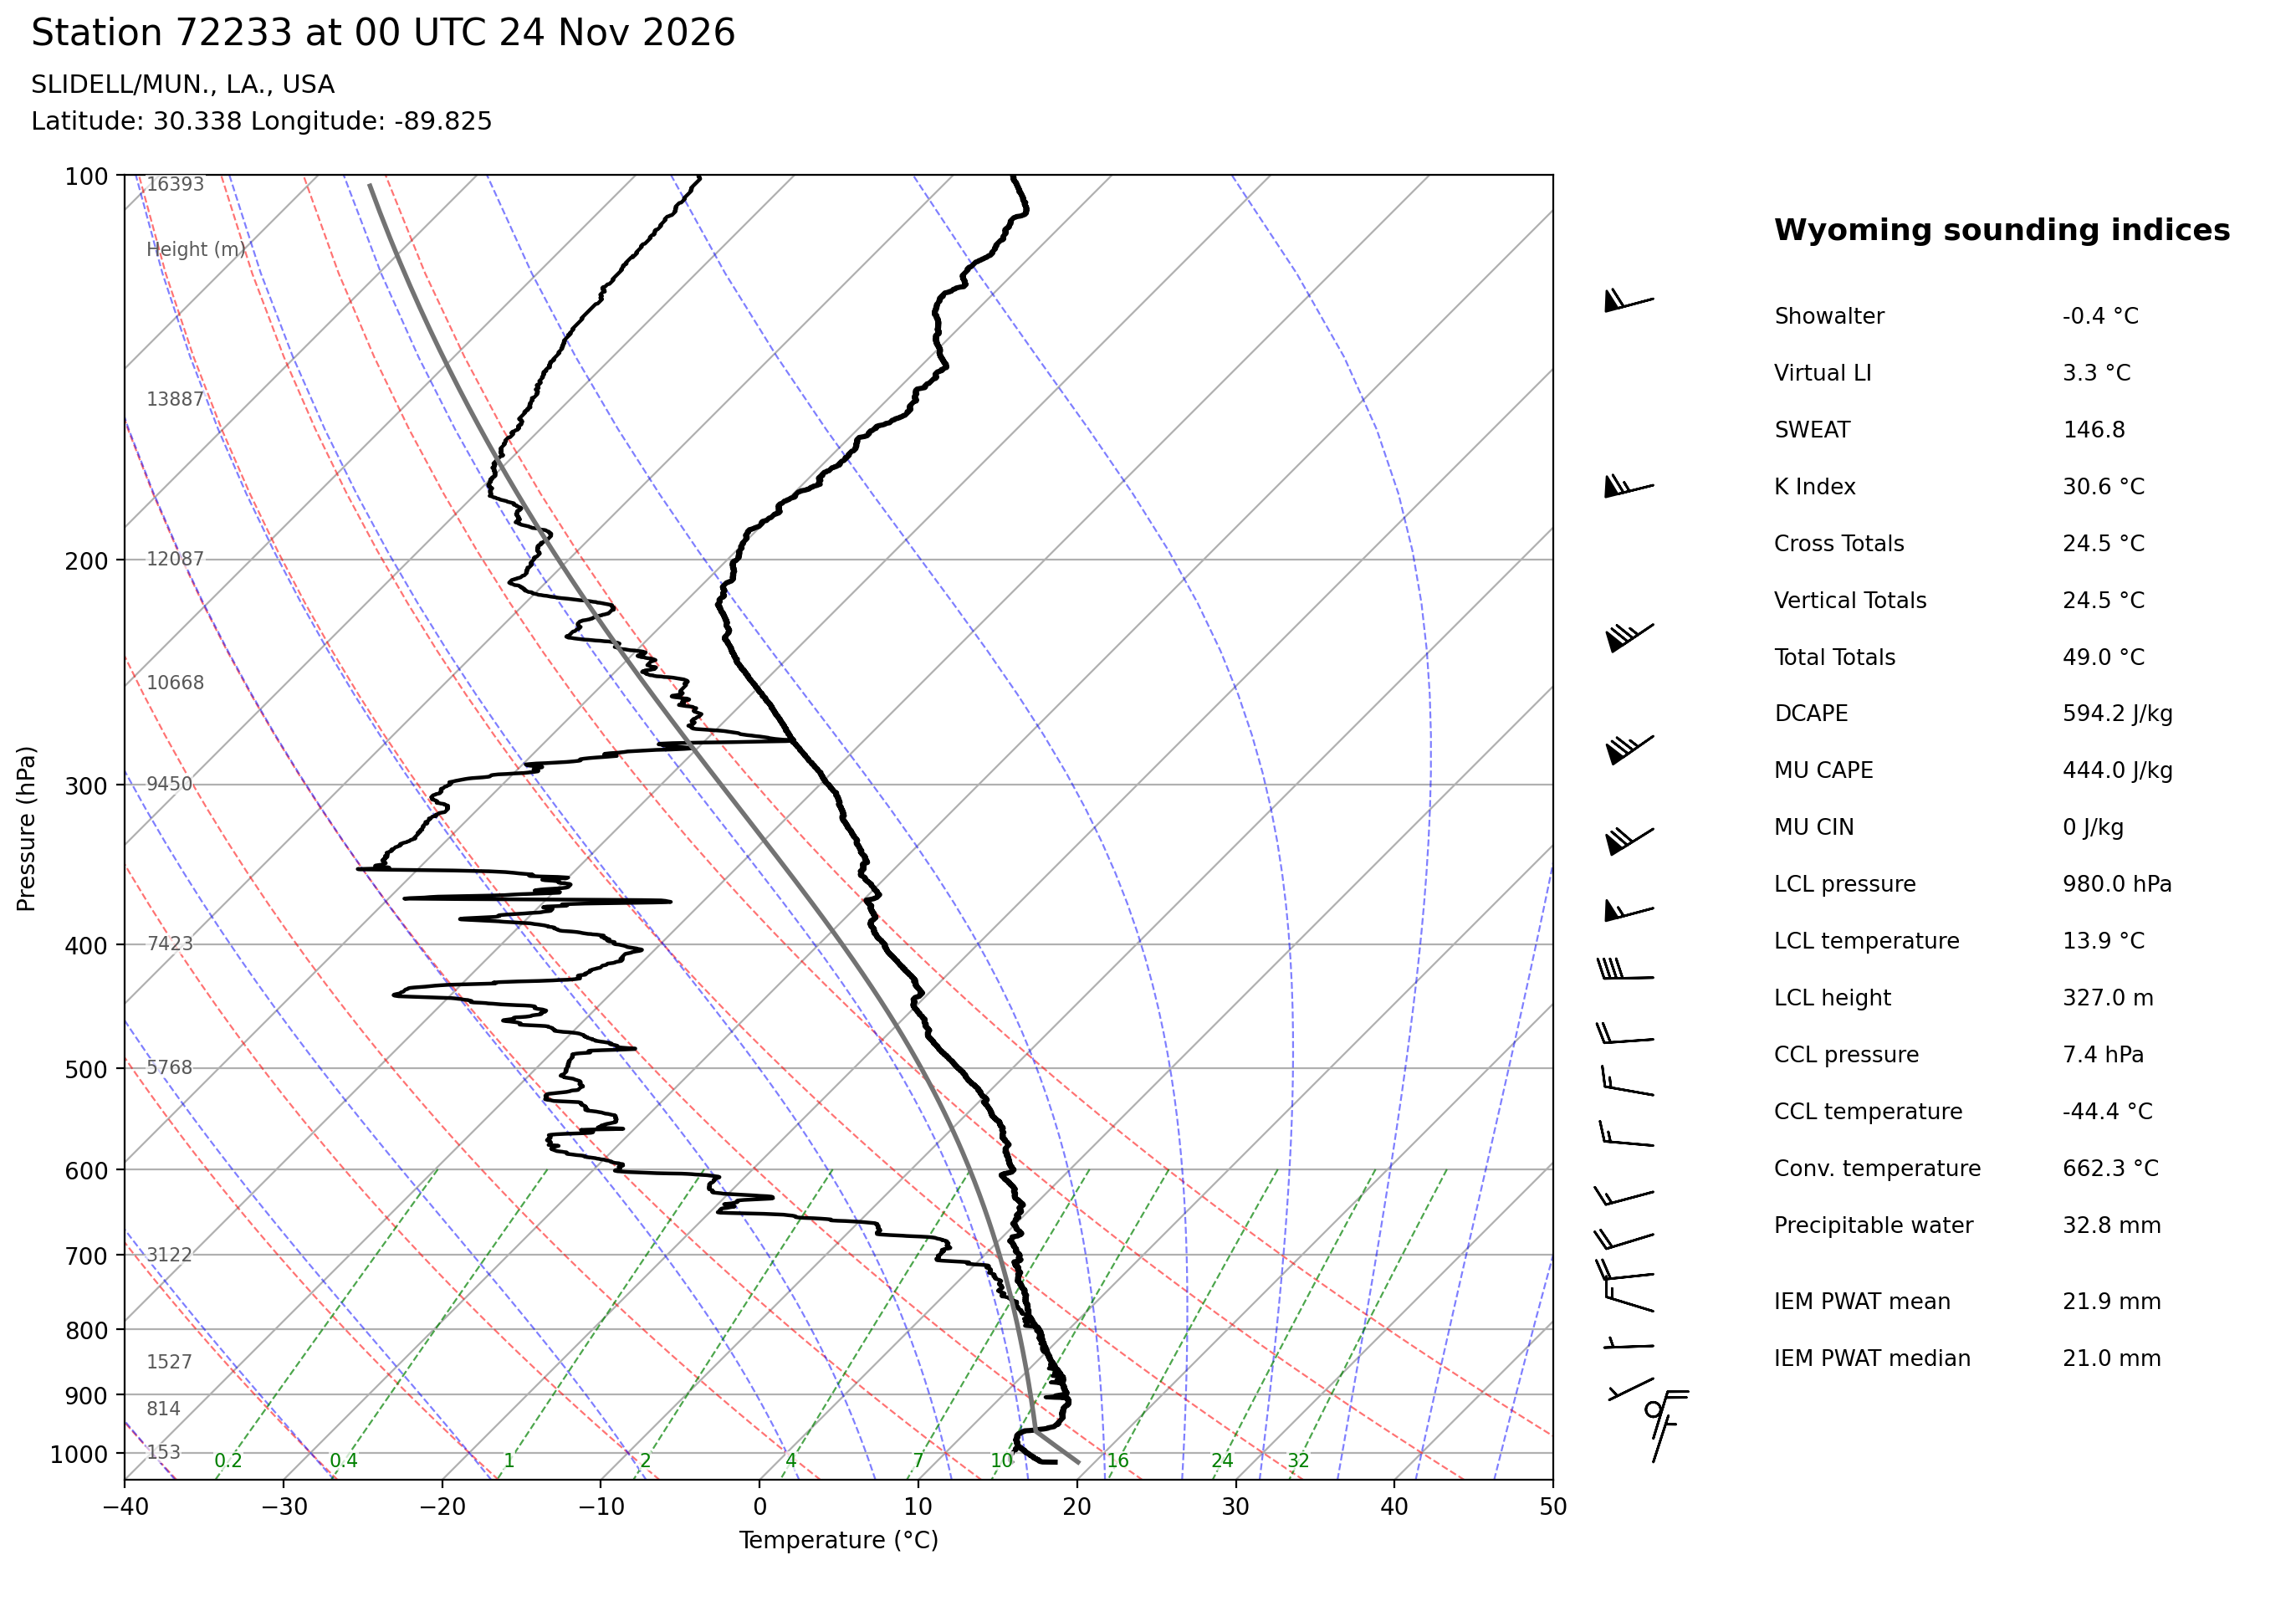 Station 72233 at 00 UTC 24 Nov 2026
SLIDELL/MUN., LA., USA
Latitude: 30.338 Longitude: -89.825
100
200
300
400
500
600
700
800
900
1000
Pressure (hPa)
16393
Height (m)
13887
12087
10668
9450
7423
5768
3122
1527
814
153
0.2
0.4
1
2
4
7
10
16
24
32
−40
−30
−20
−10
0
10
20
30
40
50
Temperature (°C)
Wyoming sounding indices
Showalter -0.4 °C
Virtual LI 3.3 °C
SWEAT 146.8
K Index 30.6 °C
Cross Totals 24.5 °C
Vertical Totals 24.5 °C
Total Totals 49.0 °C
DCAPE 594.2 J/kg
MU CAPE 444.0 J/kg
MU CIN 0 J/kg
LCL pressure 980.0 hPa
LCL temperature 13.9 °C
LCL height 327.0 m
CCL pressure 7.4 hPa
CCL temperature -44.4 °C
Conv. temperature 662.3 °C
Precipitable water 32.8 mm
IEM PWAT mean 21.9 mm
IEM PWAT median 21.0 mm